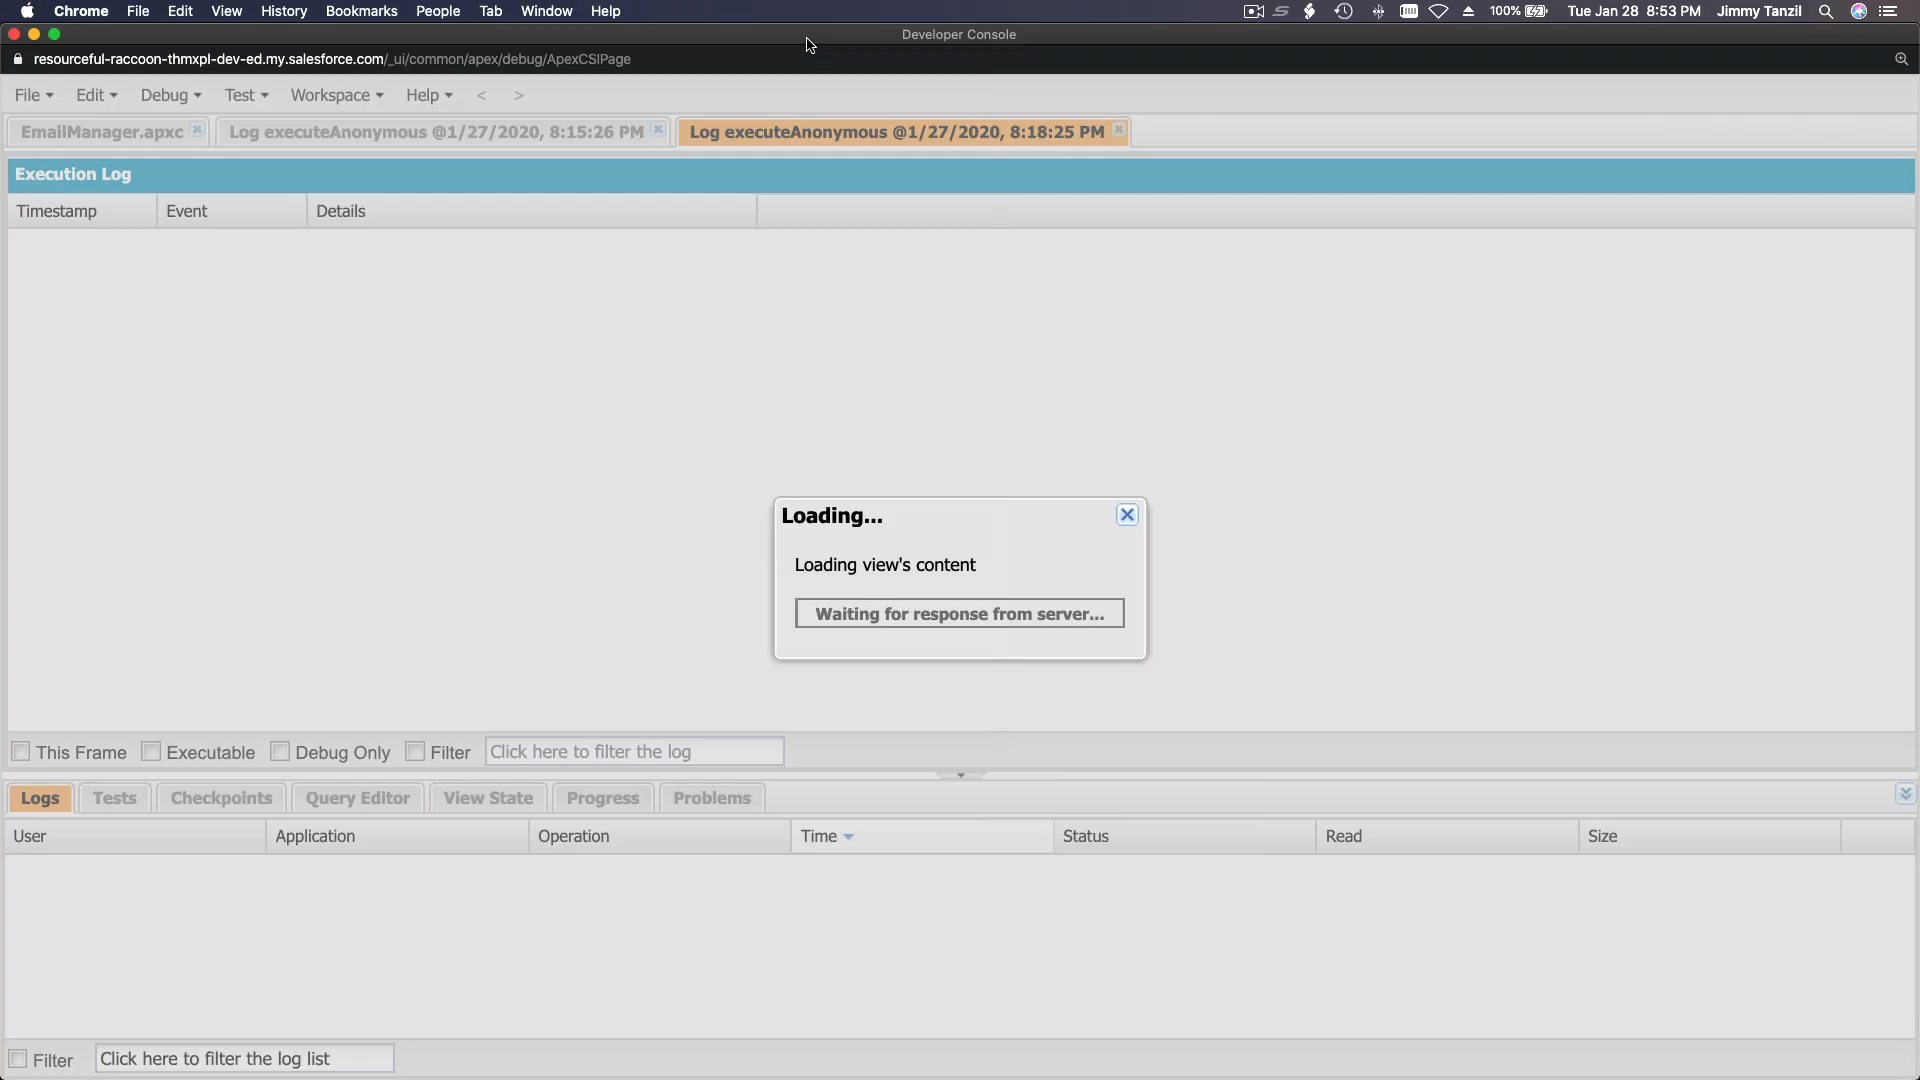 Chrome File Edit View History Bookmarks People Tab Window Help 100% Tue Jan 28 8:53 PM Jimmy Tanzil
Developer Console
resourceful-raccoon-thmxpl-dev-ed.my.salesforce.com/_ui/common/apex/debug/ApexCSIPage
File Edit Debug Test Workspace Help < >
EmailManager.apxc Log executeAnonymous @1/27/2020, 8:15:26 PM Log executeAnonymous @1/27/2020, 8:18:25 PM
Execution Log
Timestamp Event Details
Loading...
Loading view's content
Waiting for response from server...
This Frame Executable Debug Only Filter Click here to filter the log
Logs Tests Checkpoints Query Editor View State Progress Problems
User Application Operation Time Status Read Size
Filter Click here to filter the log list